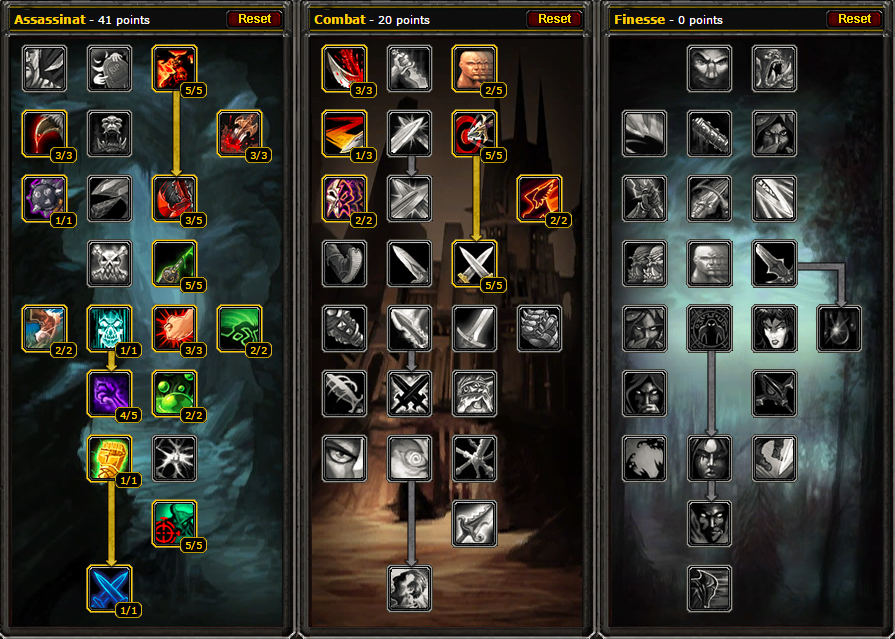 Assassinat - 41 points Reset Combat - 20 points Reset Finesse - 0 points Reset
5/5 3/3 2/5
3/3 3/3 1/3 5/5
1/1 3/5 2/2 2/2
5/5 5/5
2/2 1/1 3/3 2/2
4/5 2/2
1/1
5/5
1/1